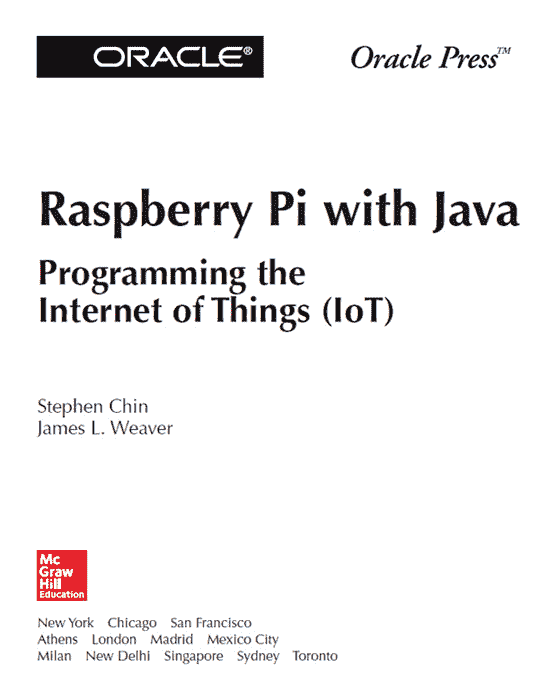 ORACLE® Oracle Press™
Raspberry Pi with Java
Programming the
Internet of Things (IoT)
Stephen Chin
James L. Weaver
Mc
Graw
Hill
Education
New York Chicago San Francisco
Athens London Madrid Mexico City
Milan New Delhi Singapore Sydney Toronto